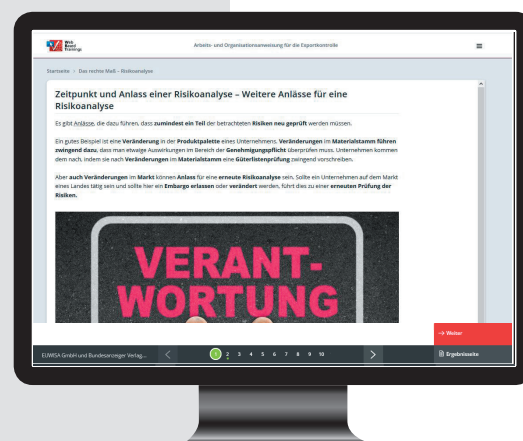 Web
Based
Trainings
Arbeits- und Organisationsanweisung für die Exportkontrolle
Startseite › Das rechte Maß – Risikoanalyse
Zeitpunkt und Anlass einer Risikoanalyse – Weitere Anlässe für eine
Risikoanalyse
Es gibt Anlässe, die dazu führen, dass zumindest ein Teil der betrachteten Risiken neu geprüft werden müssen.
Ein gutes Beispiel ist eine Veränderung in der Produktpalette eines Unternehmens. Veränderungen im Materialstamm führen
zwingend dazu, dass man etwaige Auswirkungen im Bereich der Genehmigungspflicht überprüfen muss. Unternehmen kommen
dem nach, indem sie nach Veränderungen im Materialstamm eine Güterlistenprüfung zwingend vorschreiben.
Aber auch Veränderungen im Markt können Anlass für eine erneute Risikoanalyse sein. Sollte ein Unternehmen auf dem Markt
eines Landes tätig sein und sollte hier ein Embargo erlassen oder verändert werden, führt dies zu einer erneuten Prüfung der
Risiken.
VERANT-
WORTUNG
→ Weiter
EUWISA GmbH und Bundesanzeiger Verlag... 1 2 3 4 5 6 7 8 9 10 Ergebnisseite